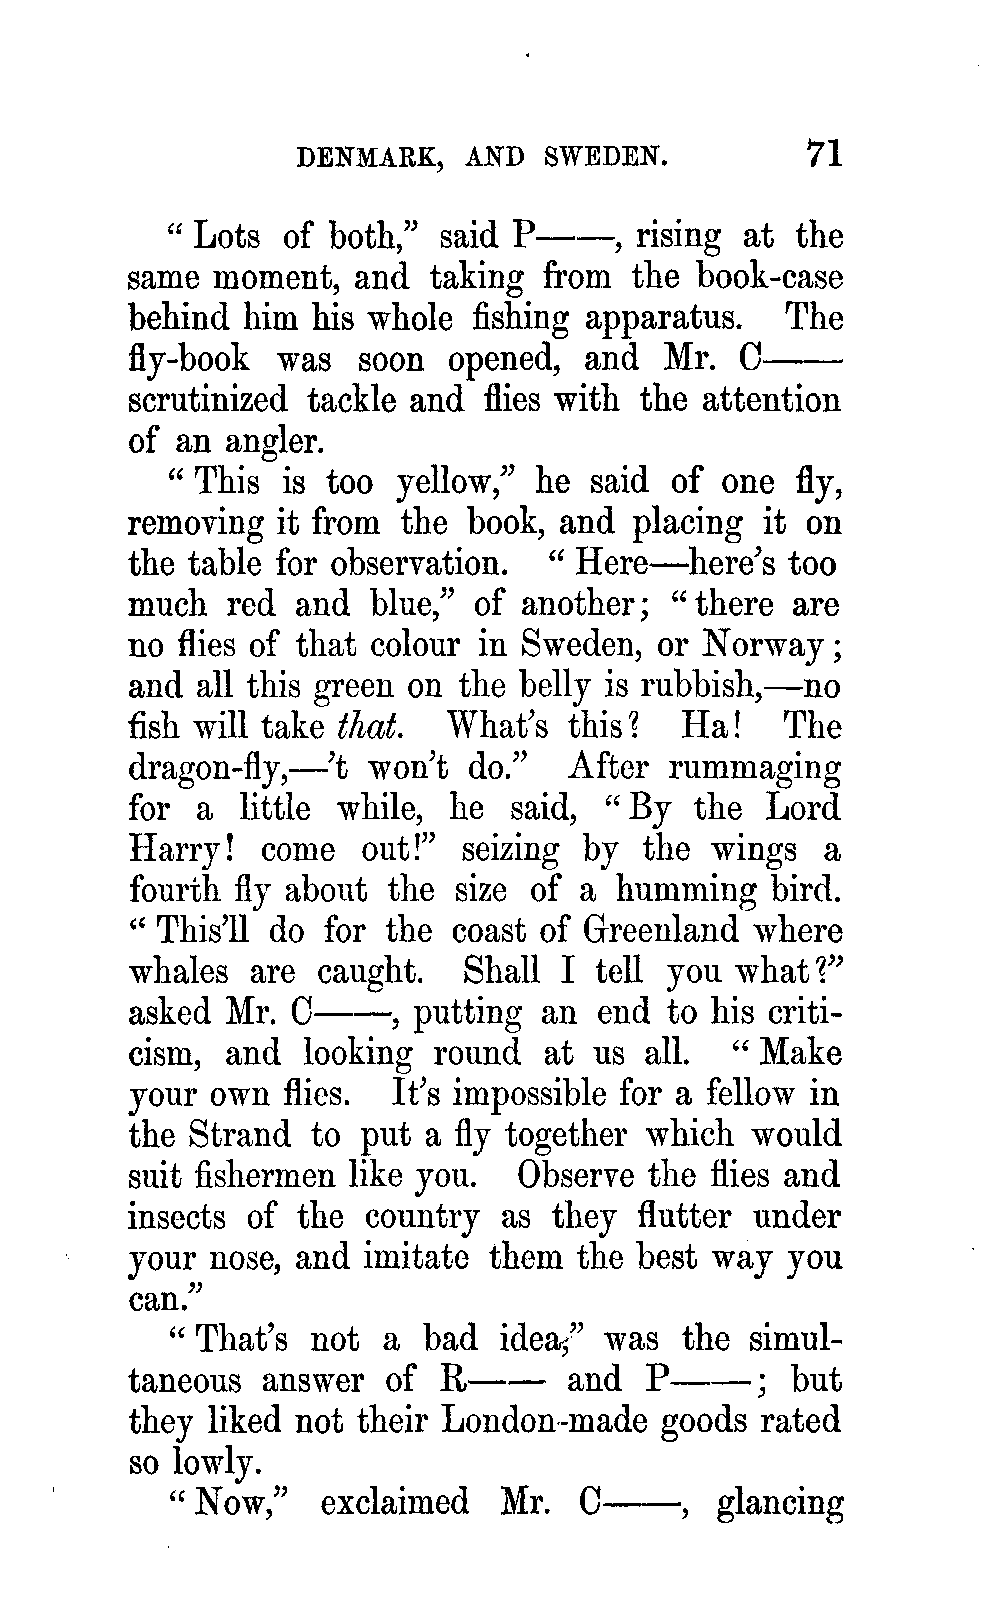 DENMARK, AND SWEDEN. 71
“ Lots of both,” said P——, rising at the
same moment, and taking from the book-case
behind him his whole fishing apparatus. The
fly-book was soon opened, and Mr. C——
scrutinized tackle and flies with the attention
of an angler.
“ This is too yellow,” he said of one fly,
removing it from the book, and placing it on
the table for observation. “ Here—here’s too
much red and blue,” of another; “ there are
no flies of that colour in Sweden, or Norway ;
and all this green on the belly is rubbish,—no
fish will take that. What’s this? Ha! The
dragon-fly,—’t won’t do.” After rummaging
for a little while, he said, “ By the Lord
Harry! come out!” seizing by the wings a
fourth fly about the size of a humming bird.
“ This’ll do for the coast of Greenland where
whales are caught. Shall I tell you what?”
asked Mr. C——, putting an end to his criti-
cism, and looking round at us all. “ Make
your own flies. It’s impossible for a fellow in
the Strand to put a fly together which would
suit fishermen like you. Observe the flies and
insects of the country as they flutter under
your nose, and imitate them the best way you
can.”
“ That’s not a bad idea,” was the simul-
taneous answer of R—— and P——; but
they liked not their London-made goods rated
so lowly.
“ Now,” exclaimed Mr. C——, glancing